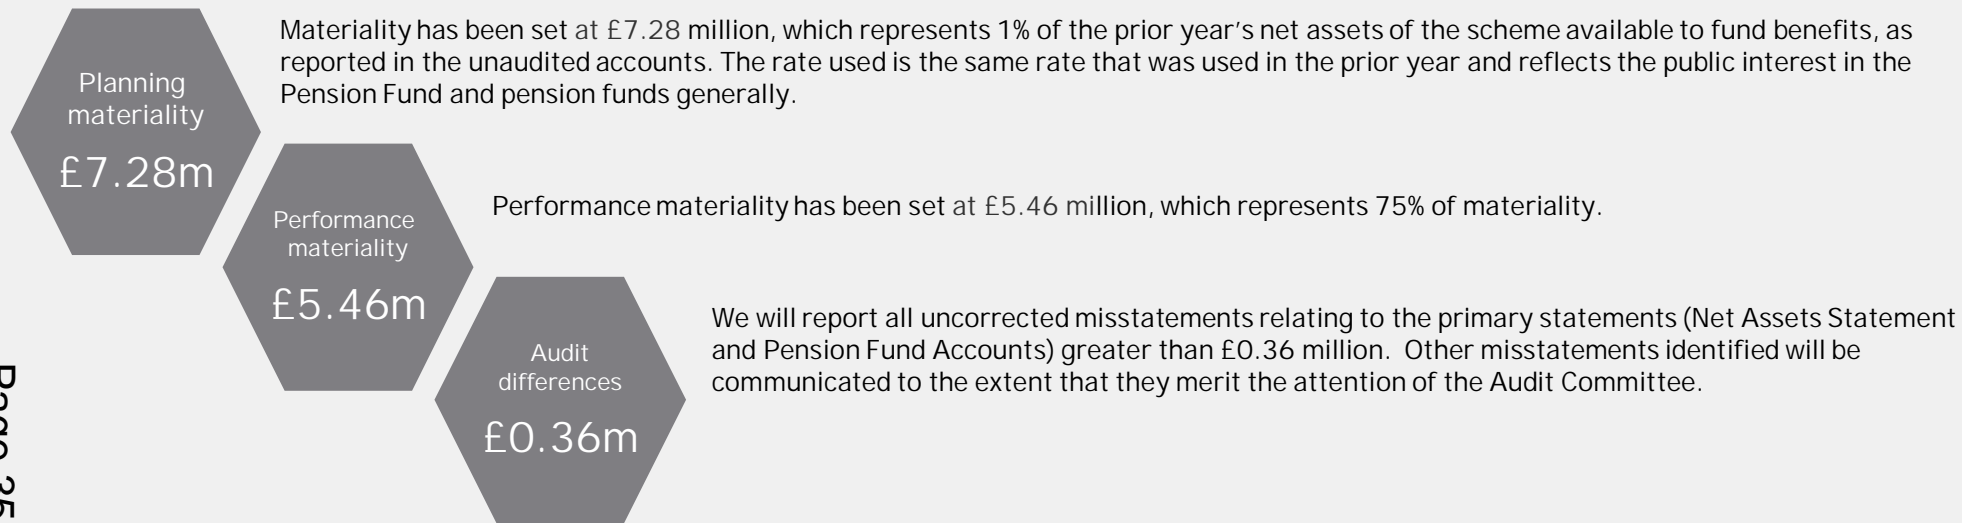 Planning
materiality
£7.28m
Materiality has been set at £7.28 million, which represents 1% of the prior year's net assets of the scheme available to fund benefits, as
reported in the unaudited accounts. The rate used is the same rate that was used in the prior year and reflects the public interest in the
Pension Fund and pension funds generally.
Performance
materiality
£5.46m
Performance materiality has been set at £5.46 million, which represents 75% of materiality.
Audit
differences
£0.36m
We will report all uncorrected misstatements relating to the primary statements (Net Assets Statement
and Pension Fund Accounts) greater than £0.36 million. Other misstatements identified will be
communicated to the extent that they merit the attention of the Audit Committee.
Page 35